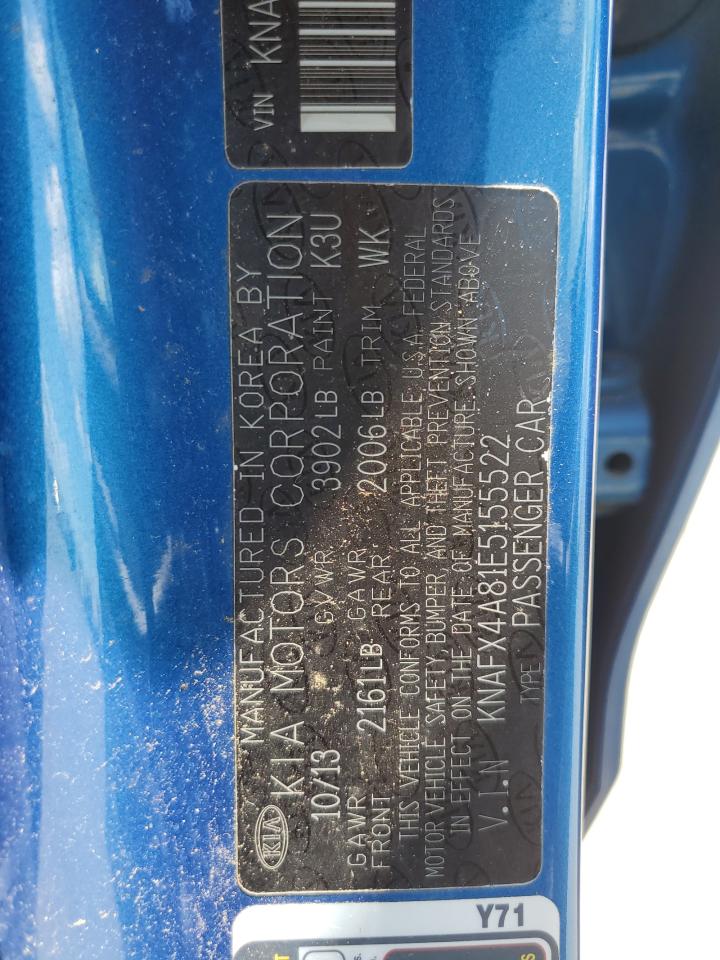 VIN KNA
MANUFACTURED IN KOREA BY
KIA KIA MOTORS CORPORATION
10/13 GVWR 3902LB PAINT K3U
GAWR FRONT 2161LB GAWR REAR 2006LB TRIM WK
THIS VEHICLE CONFORMS TO ALL APPLICABLE U.S.A. FEDERAL
MOTOR VEHICLE SAFETY, BUMPER, AND THEFT PREVENTION STANDARDS
IN EFFECT ON THE DATE OF MANUFACTURE SHOWN ABOVE
V.I.N KNAFX4A81E5155522
TYPE PASSENGER CAR
Y71